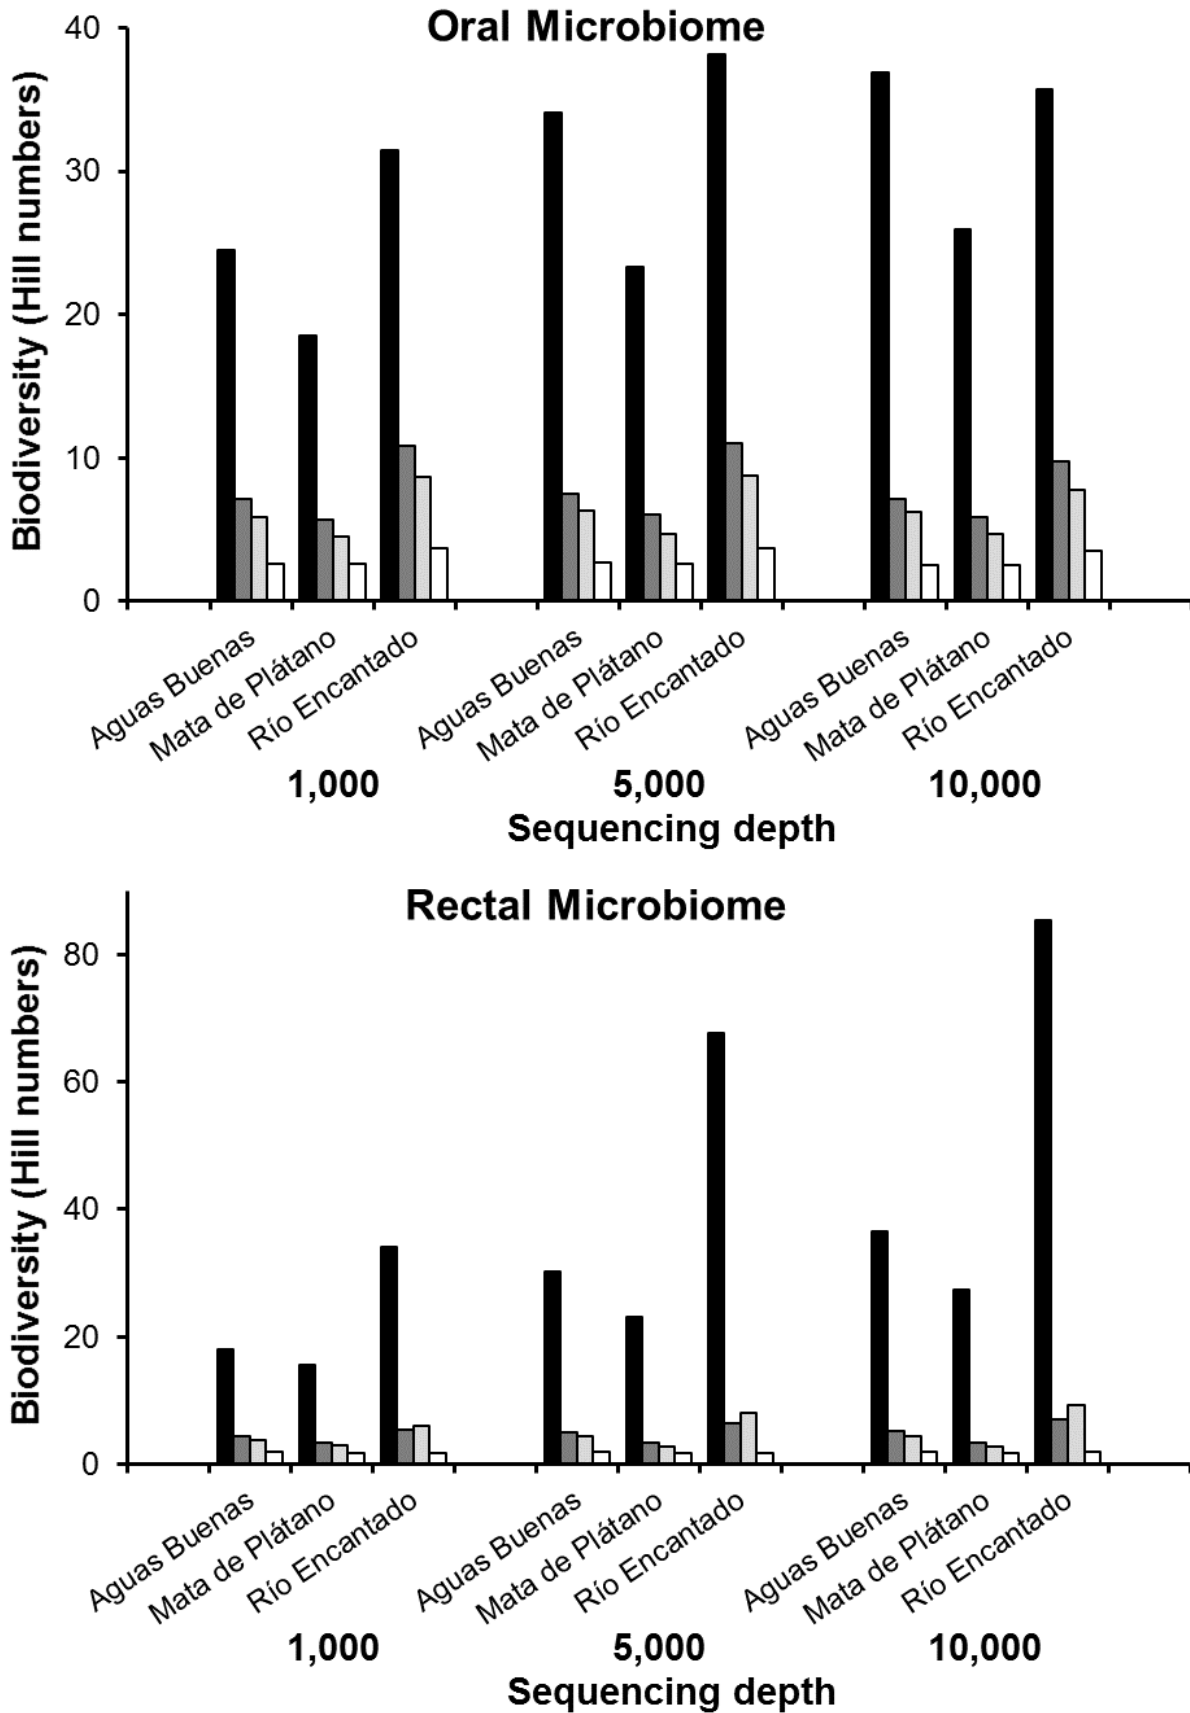 Oral Microbiome
Biodiversity (Hill numbers)
40
30
20
10
0
Aguas Buenas
Mata de Plátano
Río Encantado
Aguas Buenas
Mata de Plátano
Río Encantado
Aguas Buenas
Mata de Plátano
Río Encantado
1,000 5,000 10,000
Sequencing depth
Rectal Microbiome
Biodiversity (Hill numbers)
80
60
40
20
0
Aguas Buenas
Mata de Plátano
Río Encantado
Aguas Buenas
Mata de Plátano
Río Encantado
Aguas Buenas
Mata de Plátano
Río Encantado
1,000 5,000 10,000
Sequencing depth